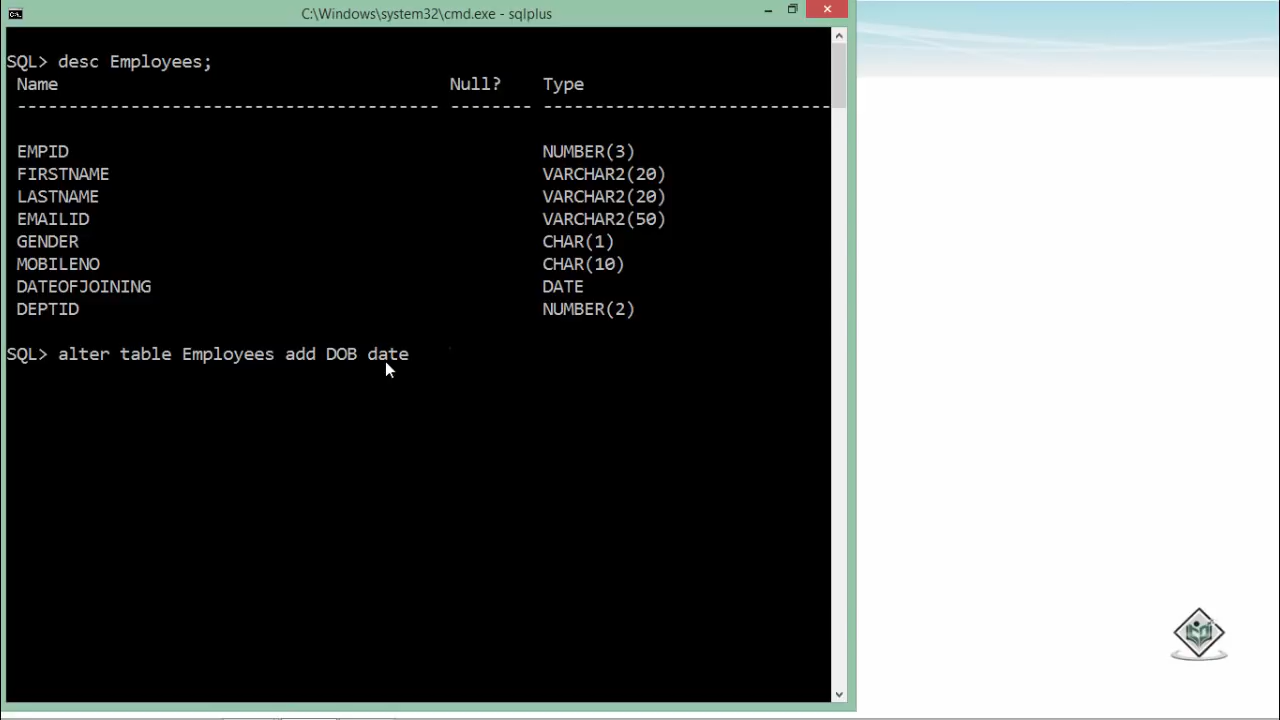 C:\Windows\system32\cmd.exe - sqlplus
SQL> desc Employees;
Name Null? Type
----------------------------------------- -------- ----------------------------
EMPID NUMBER(3)
FIRSTNAME VARCHAR2(20)
LASTNAME VARCHAR2(20)
EMAILID VARCHAR2(50)
GENDER CHAR(1)
MOBILENO CHAR(10)
DATEOFJOINING DATE
DEPTID NUMBER(2)
SQL> alter table Employees add DOB date